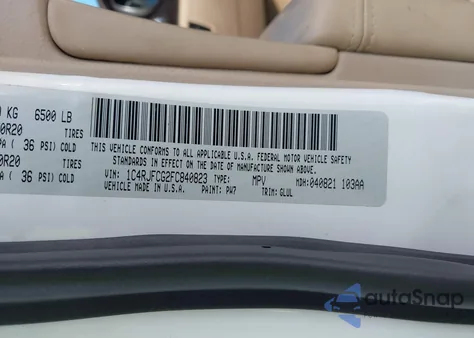 KG 6500 LB
0R20 TIRES
PA ( 36 PSI) COLD
0R20 TIRES
PA ( 36 PSI) COLD
THIS VEHICLE CONFORMS TO ALL APPLICABLE U.S.A. FEDERAL MOTOR VEHICLE SAFETY
STANDARDS IN EFFECT ON THE DATE OF MANUFACTURE SHOWN ABOVE.
VIN: 1C4RJFCG2FC840823 TYPE: MPV MDH:040821 103AA
VEHICLE MADE IN U.S.A. PAINT: PW7 TRIM: GLUL
autoSnap